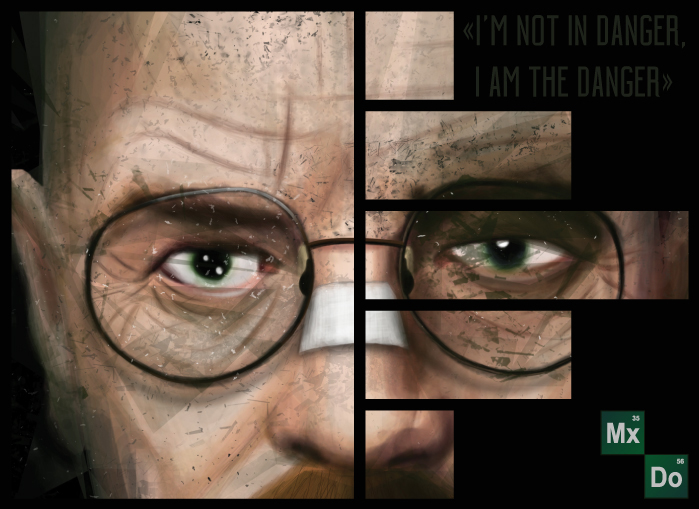 «I'M NOT IN DANGER,
I AM THE DANGER»
35
Mx
56
Do